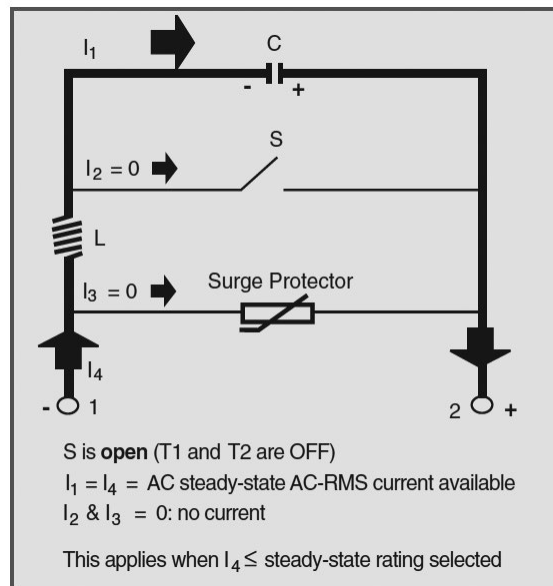 I₁
C
- +
S
I₂ = 0
L
I₃ = 0
Surge Protector
I₄
- 1
2 +
S is open (T1 and T2 are OFF)
I₁ = I₄ = AC steady-state AC-RMS current available
I₂ & I₃ = 0: no current
This applies when I₄ ≤ steady-state rating selected